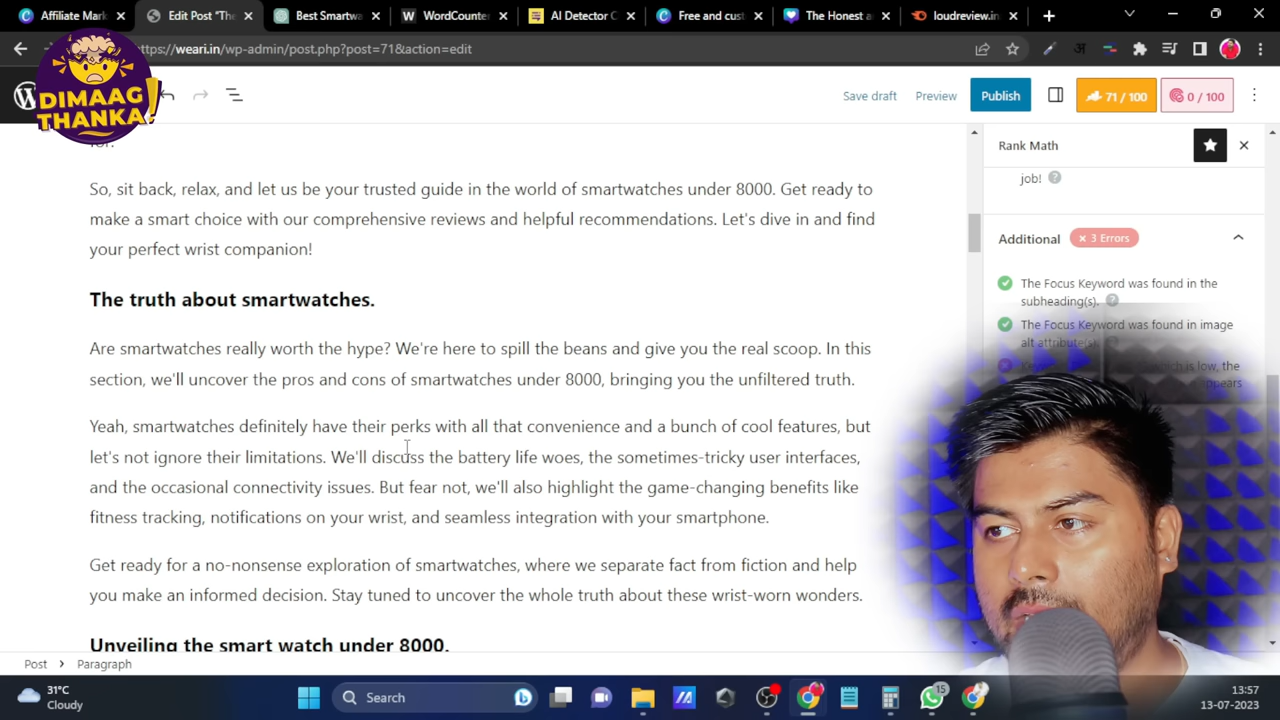 Affiliate Mark
Edit Post "The
Best Smartwa
WordCounter
AI Detector C
Free and cust
The Honest a
loudreview.in
https://weari.in/wp-admin/post.php?post=71&action=edit
DIMAAG
THANKA!
Save draft
Preview
Publish
71 / 100
0 / 100
for.
So, sit back, relax, and let us be your trusted guide in the world of smartwatches under 8000. Get ready to
make a smart choice with our comprehensive reviews and helpful recommendations. Let's dive in and find
your perfect wrist companion!
The truth about smartwatches.
Are smartwatches really worth the hype? We're here to spill the beans and give you the real scoop. In this
section, we'll uncover the pros and cons of smartwatches under 8000, bringing you the unfiltered truth.
Yeah, smartwatches definitely have their perks with all that convenience and a bunch of cool features, but
let's not ignore their limitations. We'll discuss the battery life woes, the sometimes-tricky user interfaces,
and the occasional connectivity issues. But fear not, we'll also highlight the game-changing benefits like
fitness tracking, notifications on your wrist, and seamless integration with your smartphone.
Get ready for a no-nonsense exploration of smartwatches, where we separate fact from fiction and help
you make an informed decision. Stay tuned to uncover the whole truth about these wrist-worn wonders.
Unveiling the smart watch under 8000.
Rank Math
job!
Additional
× 3 Errors
The Focus Keyword was found in the
subheading(s).
The Focus Keyword was found in image
alt attribute(s).
which is low, the
appears
Post > Paragraph
31°C
Cloudy
Search
15
13:57
13-07-2023